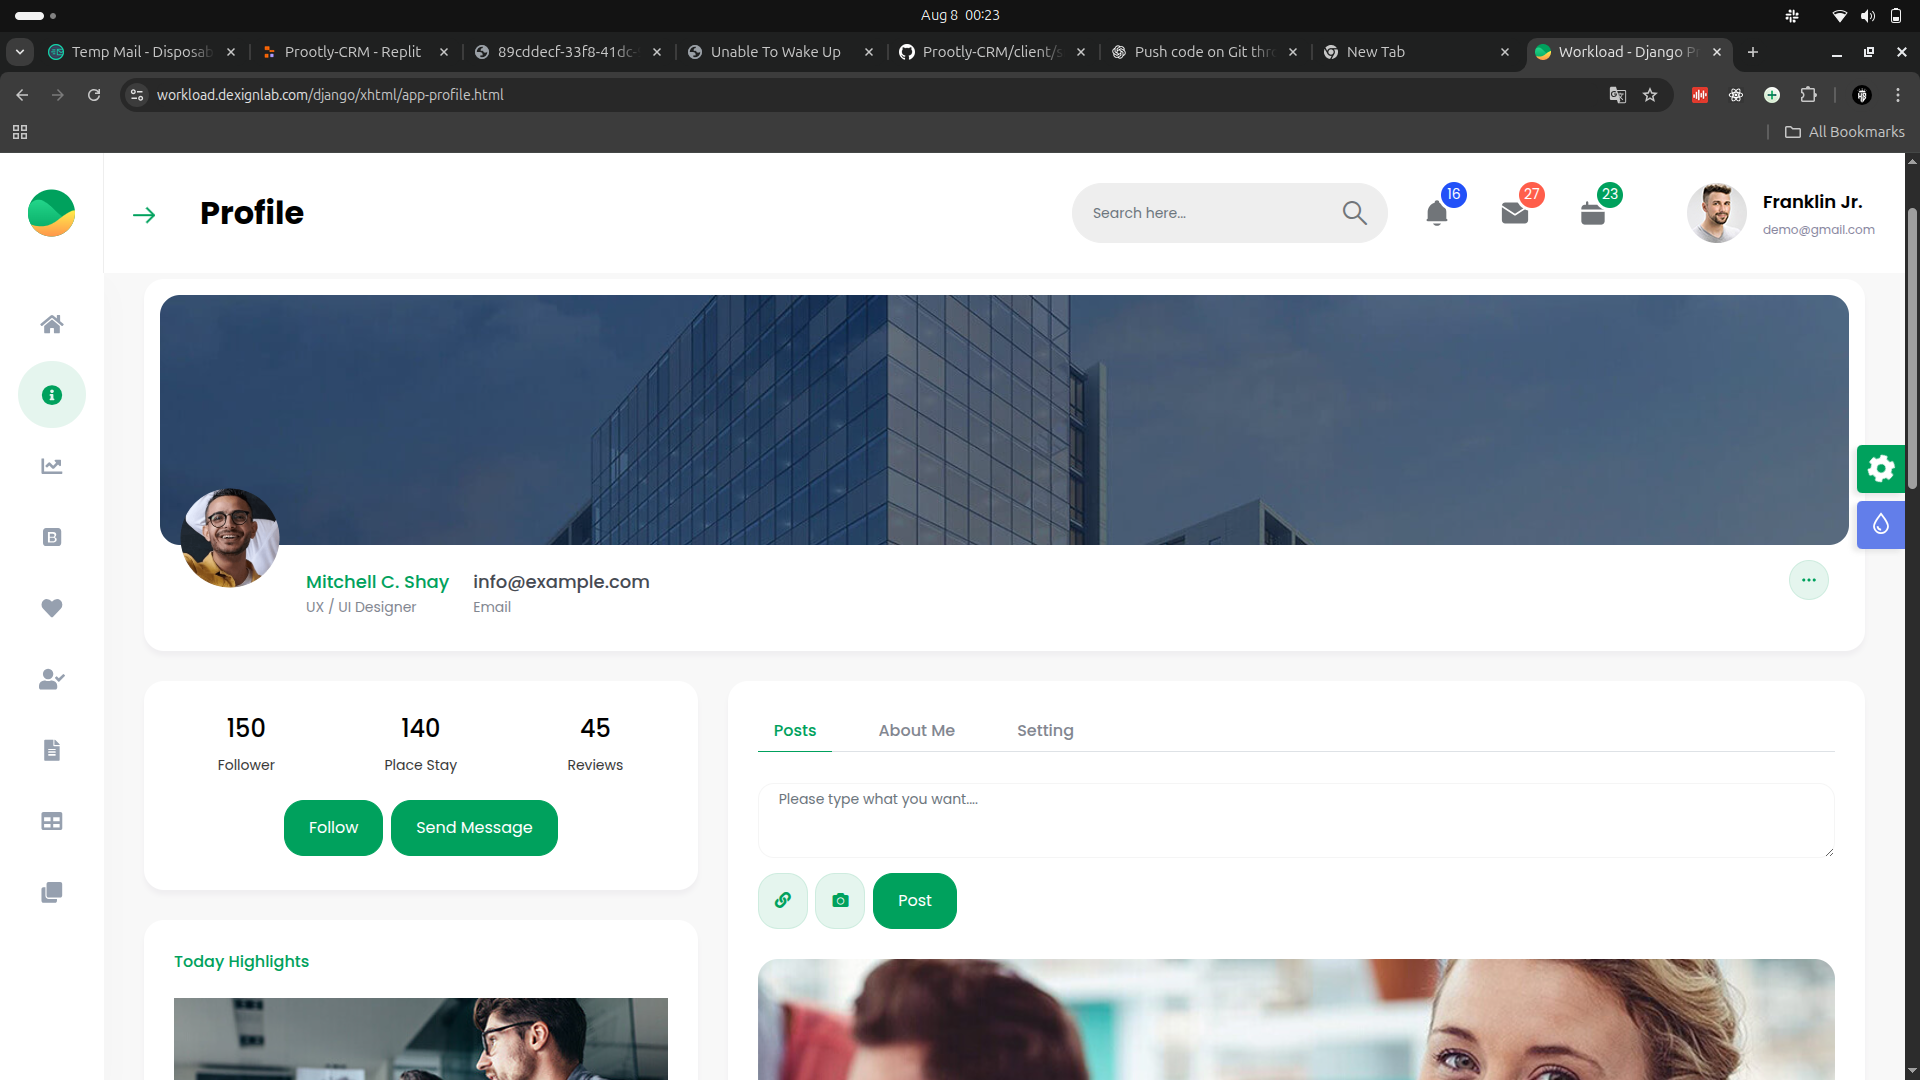 Aug 8 00:23
Temp Mail - Disposab
Prootly-CRM - Replit
89cddecf-33f8-41dc-
Unable To Wake Up
Prootly-CRM/client/s
Push code on Git thro
New Tab
Workload - Django Pr
workload.dexignlab.com/django/xhtml/app-profile.html
All Bookmarks
Profile
Search here...
16
27
23
Franklin Jr.
demo@gmail.com
Mitchell C. Shay
info@example.com
UX / UI Designer
Email
150
140
45
Follower
Place Stay
Reviews
Follow
Send Message
Posts
About Me
Setting
Please type what you want....
Post
Today Highlights